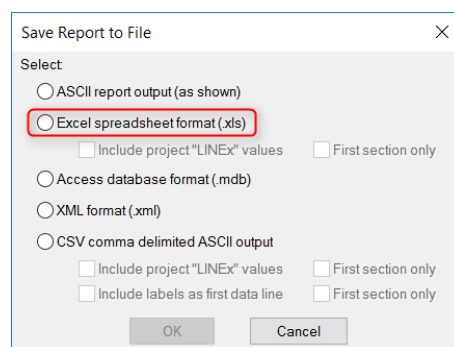 Save Report to File
Select:
ASCII report output (as shown)
Excel spreadsheet format (.xls)
Include project "LINEx" values First section only
Access database format (.mdb)
XML format (.xml)
CSV comma delimited ASCII output
Include project "LINEx" values First section only
Include labels as first data line First section only
OK Cancel